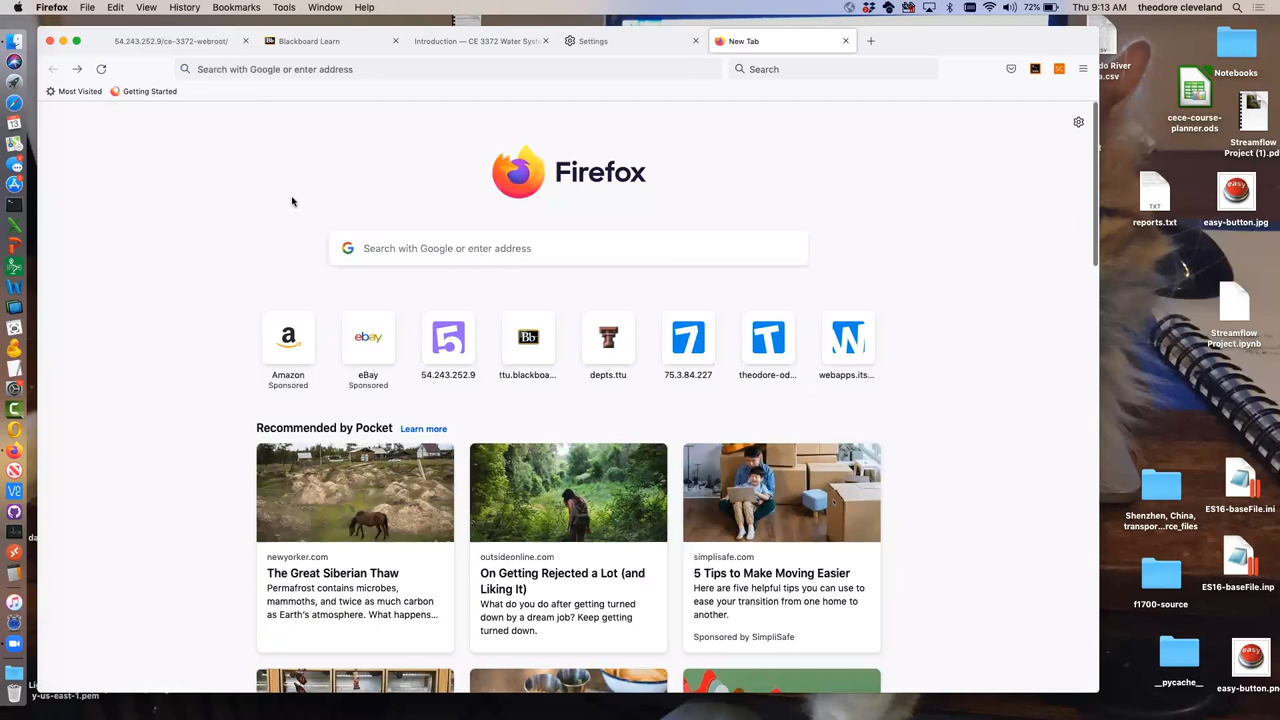 Firefox File Edit View History Bookmarks Tools Window Help
72% Thu 9:13 AM theodore cleveland
54.243.252.9/ce-3372-webroot/
Blackboard Learn
Introduction — CE 3372 Water Syst
Settings
New Tab
Search with Google or enter address
Search
Most Visited
Getting Started
Firefox
Search with Google or enter address
Amazon
Sponsored
eBay
Sponsored
54.243.252.9
ttu.blackboa...
depts.ttu
75.3.84.227
theodore-od...
webapps.its...
Recommended by Pocket Learn more
newyorker.com
The Great Siberian Thaw
Permafrost contains microbes,
mammoths, and twice as much carbon
as Earth's atmosphere. What happens...
outsideonline.com
On Getting Rejected a Lot (and
Liking It)
What do you do after getting turned
down by a dream job? Keep getting
turned down.
simplisafe.com
5 Tips to Make Moving Easier
Here are five helpful tips you can use to
ease your transition from one home to
another.
Sponsored by SimpliSafe
do River
a.csv
Notebooks
cece-course-
planner.ods
Streamflow
Project (1).pd
TXT
reports.txt
easy-button.jpg
Streamflow
Project.ipynb
Shenzhen, China,
transpor...rce_files
ES16-baseFile.ini
f1700-source
ES16-baseFile.inp
__pycache__
easy-button.pn
y-us-east-1.pem